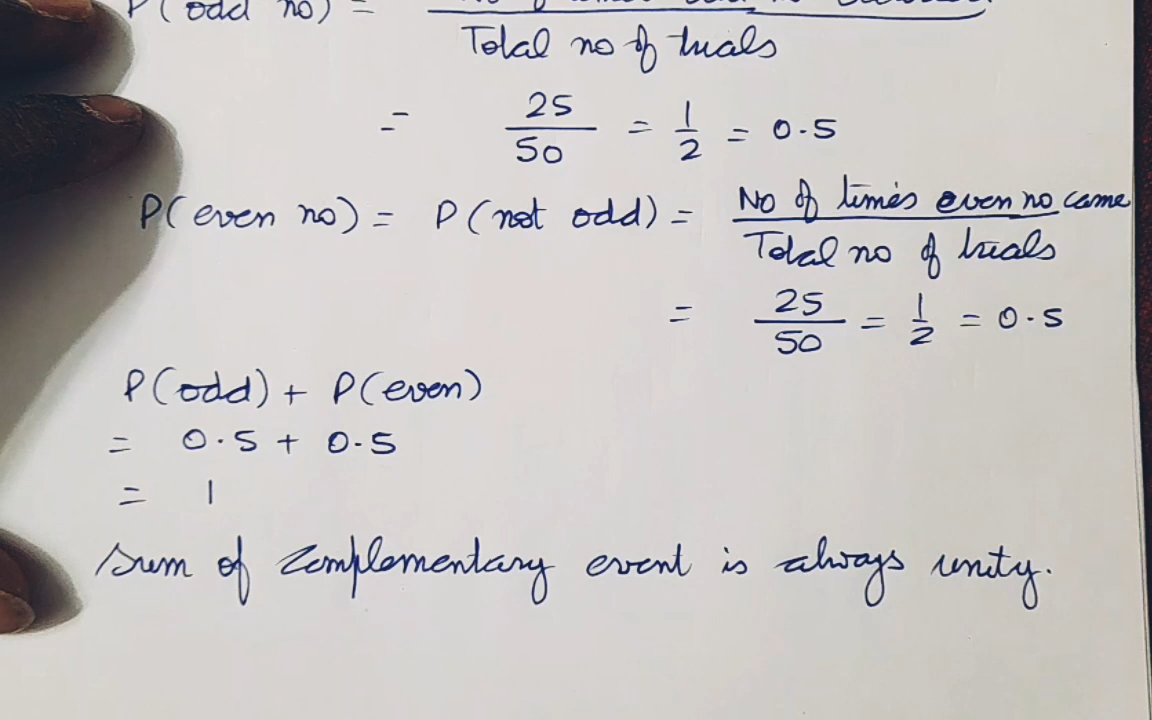 P(odd no) =
Total no of trials
= 25/50 = 1/2 = 0.5
P(even no) = P(not odd) = No of times even no came / Total no of trials
= 25/50 = 1/2 = 0.5
P(odd) + P(even)
= 0.5 + 0.5
= 1
Sum of complementary event is always unity.